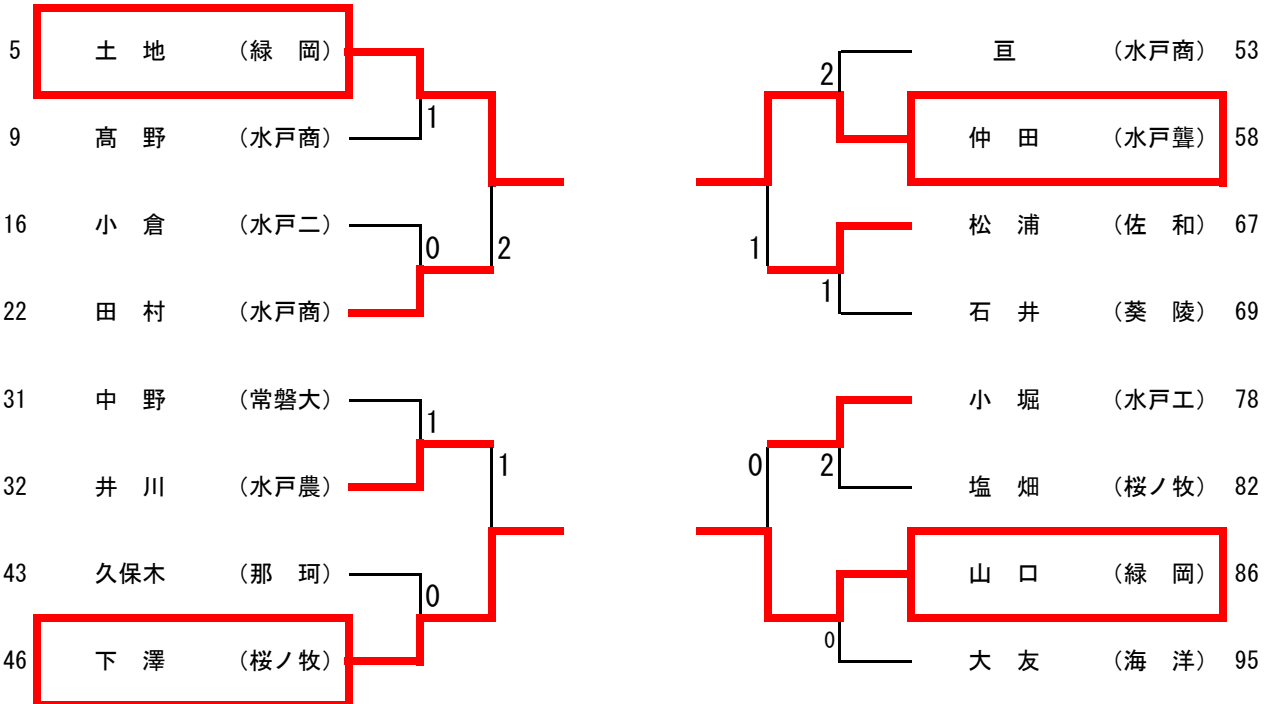 5 土 地 (緑 岡)
1
9 髙 野 (水戸商)
16 小 倉 (水戸二)
0 2
22 田 村 (水戸商)
31 中 野 (常磐大)
1
1
32 井 川 (水戸農)
43 久保木 (那 珂)
0
46 下 澤 (桜ノ牧)
亘 (水戸商) 53
2
仲 田 (水戸聾) 58
松 浦 (佐 和) 67
1
1
石 井 (葵 陵) 69
小 堀 (水戸工) 78
0 2
塩 畑 (桜ノ牧) 82
山 口 (緑 岡) 86
0
大 友 (海 洋) 95